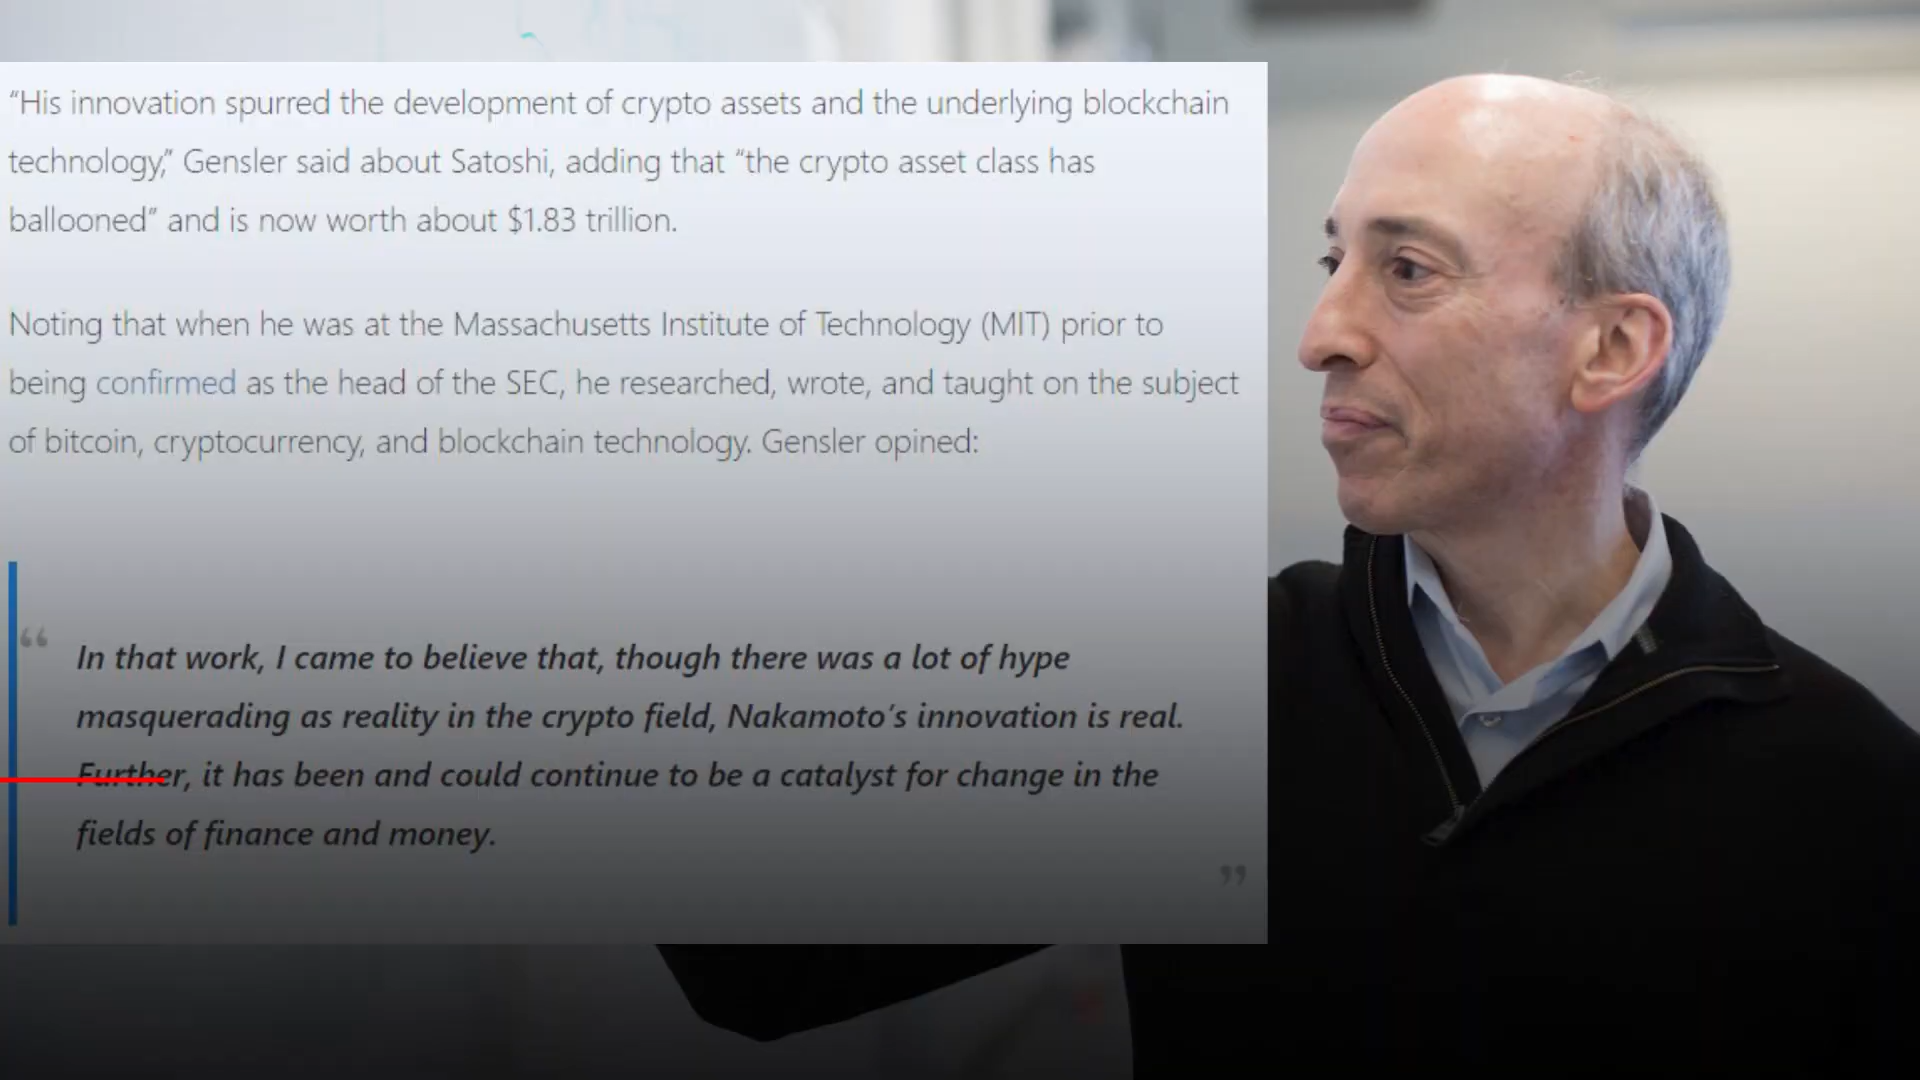 “His innovation spurred the development of crypto assets and the underlying blockchain
technology,” Gensler said about Satoshi, adding that “the crypto asset class has
ballooned” and is now worth about $1.83 trillion.
Noting that when he was at the Massachusetts Institute of Technology (MIT) prior to
being confirmed as the head of the SEC, he researched, wrote, and taught on the subject
of bitcoin, cryptocurrency, and blockchain technology. Gensler opined:
“
In that work, I came to believe that, though there was a lot of hype
masquerading as reality in the crypto field, Nakamoto’s innovation is real.
Further, it has been and could continue to be a catalyst for change in the
fields of finance and money.
”